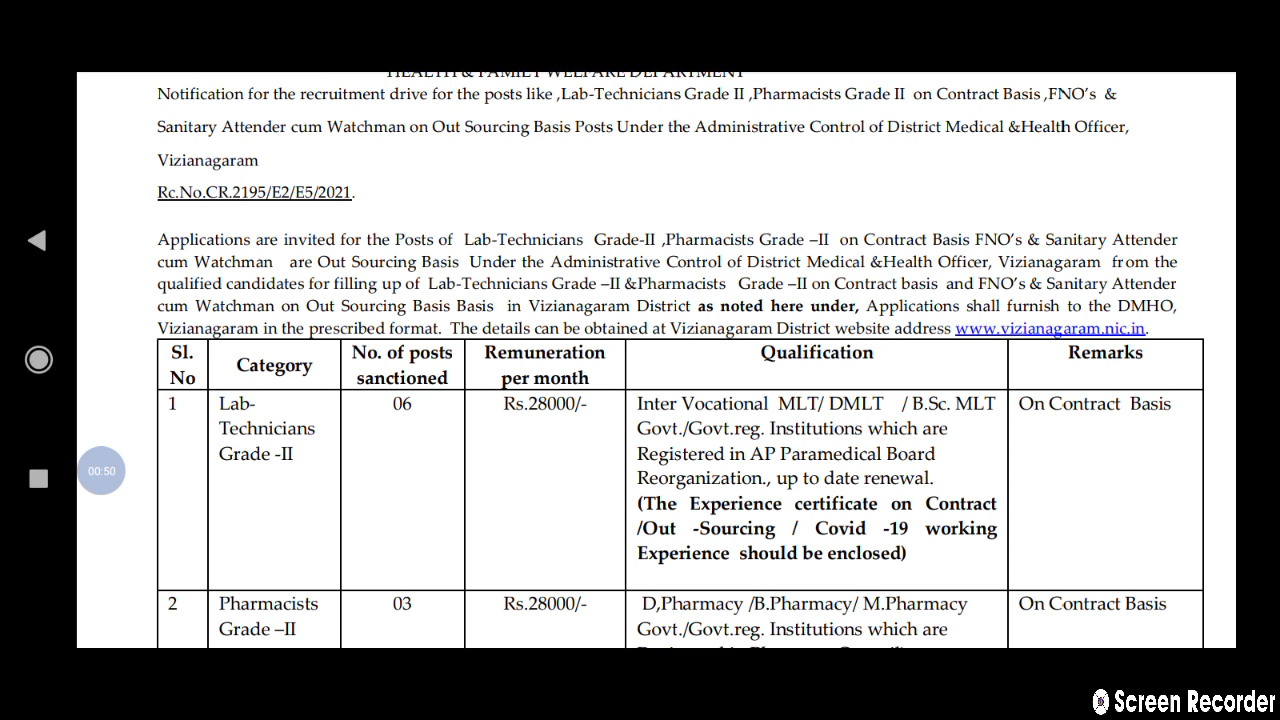 HEALTH & FAMILY WELFARE DEPARTMENT
Notification for the recruitment drive for the posts like ,Lab-Technicians Grade II ,Pharmacists Grade II on Contract Basis ,FNO's &
Sanitary Attender cum Watchman on Out Sourcing Basis Posts Under the Administrative Control of District Medical &Health Officer,
Vizianagaram
Rc.No.CR.2195/E2/E5/2021.
Applications are invited for the Posts of Lab-Technicians Grade-II ,Pharmacists Grade –II on Contract Basis FNO's & Sanitary Attender
cum Watchman are Out Sourcing Basis Under the Administrative Control of District Medical &Health Officer, Vizianagaram from the
qualified candidates for filling up of Lab-Technicians Grade –II &Pharmacists Grade –II on Contract basis and FNO's & Sanitary Attender
cum Watchman on Out Sourcing Basis Basis in Vizianagaram District as noted here under, Applications shall furnish to the DMHO,
Vizianagaram in the prescribed format. The details can be obtained at Vizianagaram District website address www.vizianagaram.nic.in.
Sl. No Category No. of posts sanctioned Remuneration per month Qualification Remarks
1 Lab- 06 Rs.28000/- Inter Vocational MLT/ DMLT / B.Sc. MLT On Contract Basis
Technicians Govt./Govt.reg. Institutions which are
Grade -II Registered in AP Paramedical Board
Reorganization., up to date renewal.
(The Experience certificate on Contract
/Out -Sourcing / Covid -19 working
Experience should be enclosed)
2 Pharmacists 03 Rs.28000/- D,Pharmacy /B.Pharmacy/ M.Pharmacy On Contract Basis
Grade –II Govt./Govt.reg. Institutions which are
00:50
Screen Recorder